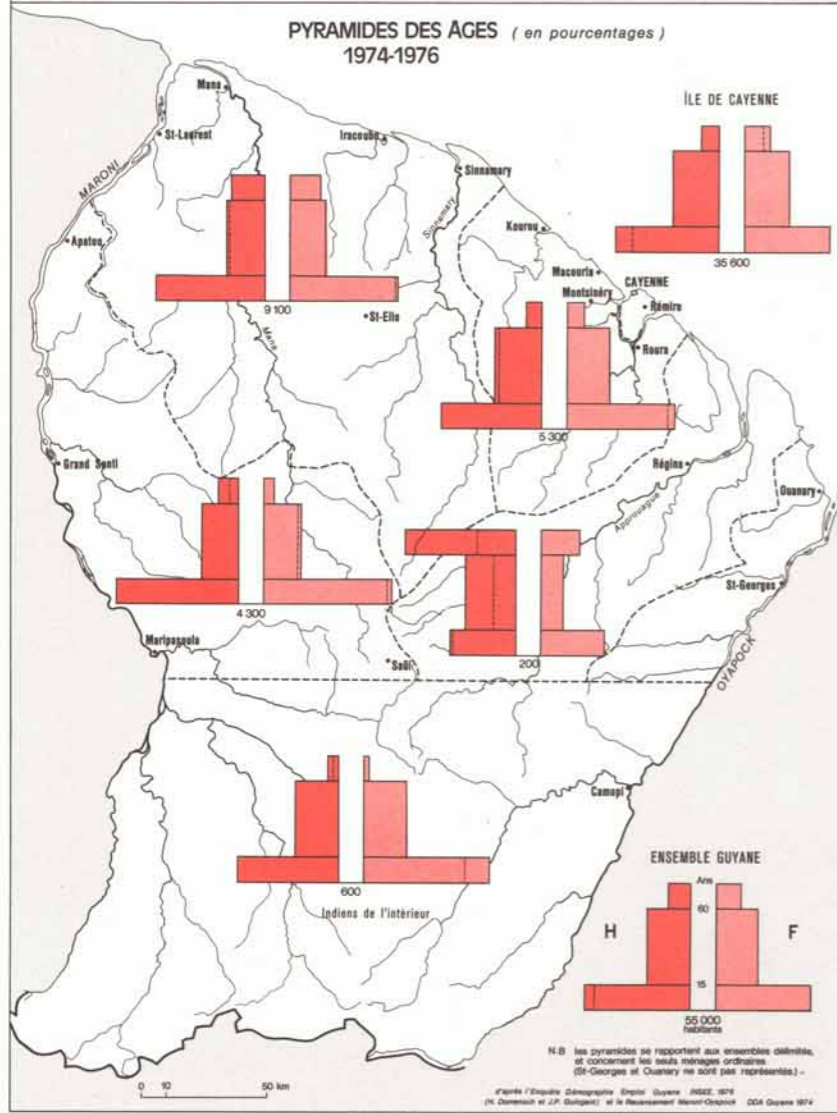 PYRAMIDES DES AGES ( en pourcentages )
1974-1976
ÎLE DE CAYENNE
35 600
Mana
St-Laurent
Iracoubo
Sinnamary
MARONI
Apatou
Sinnamary
Kourou
Macouria
CAYENNE
Montsinéry
Rémire
Roura
9 100
St-Elie
Mana
5 300
Grand Santi
Régina
Ouanary
Approuague
St-Georges
4 300
Maripasoula
200
Saül
OYAPOCK
Camopi
600
Indiens de l'intérieur
ENSEMBLE GUYANE
Ans
60
H F
15
55 000
habitants
N-B les pyramides se rapportent aux ensembles délimités,
et concernent les seuls ménages ordinaires
(St-Georges et Ouanary ne sont pas représentés.) -
0 10 50 km
d'après l'Enquête Démographie Emploi Guyane INSEE, 1976
(H. Domenach et J.P. Guingant) et le Recensement Maroni-Oyapock DDA Guyane 1974